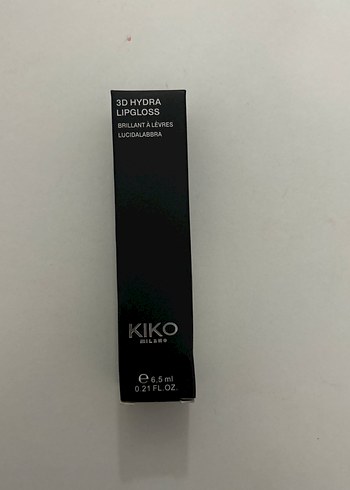 3D HYDRA
LIPGLOSS
BRILLANT À LÈVRES
LUCIDALABBRA
KIKO
MILANO
℮ 6,5 ml
0.21 FL.OZ.